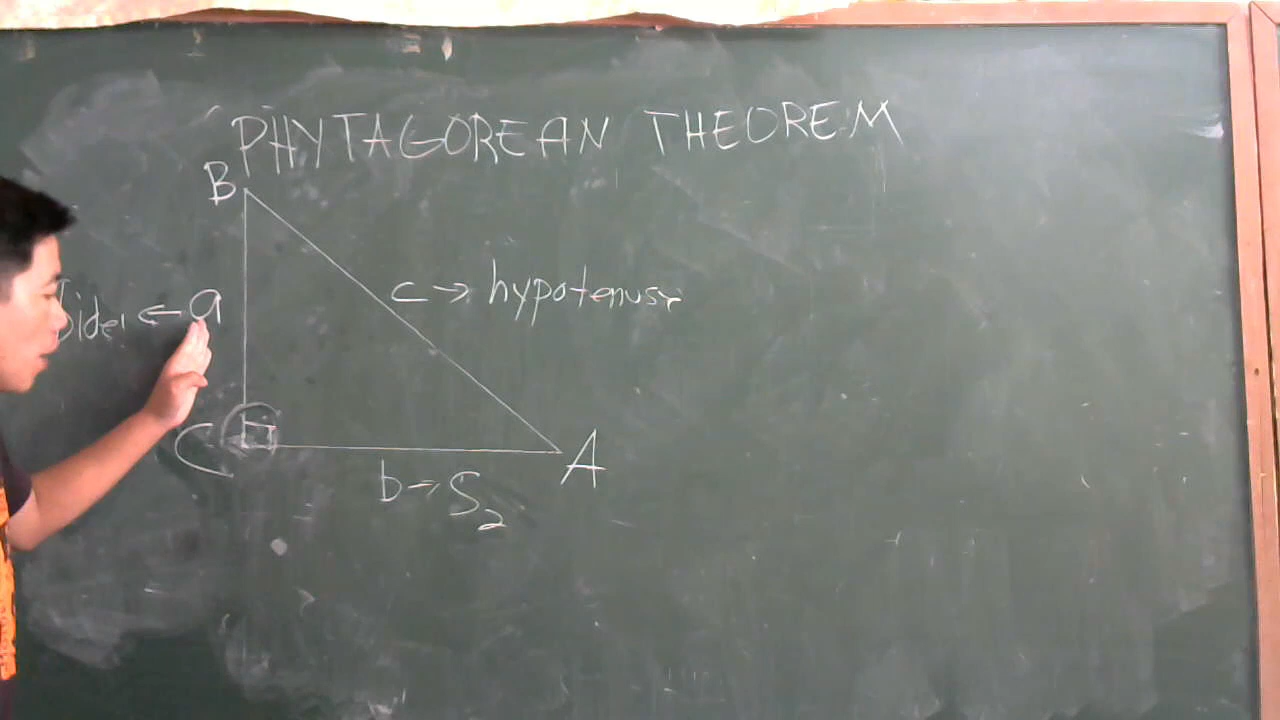 PHYTAGOREAN THEOREM
B
c → hypotenuse
Side1 ← a
C
A
b → S2